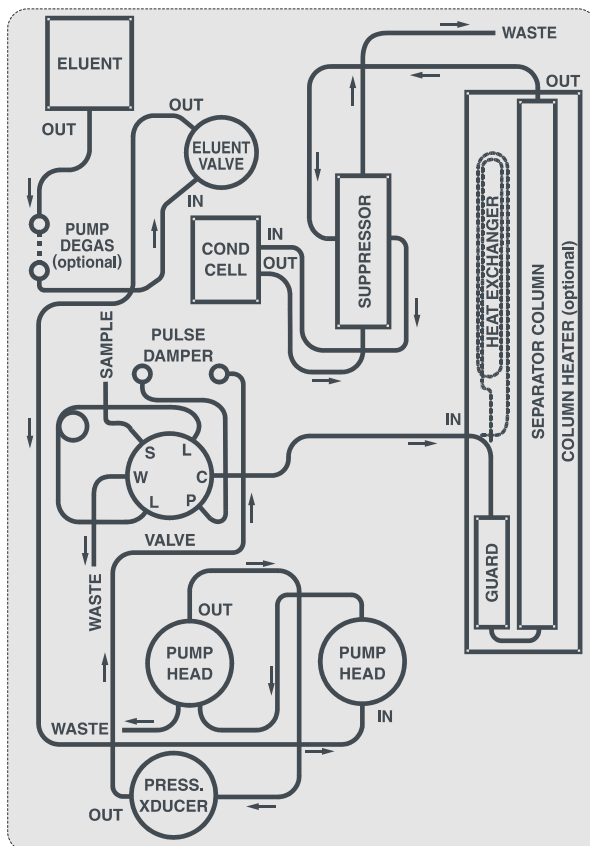 WASTE
ELUENT
OUT
OUT
OUT
ELUENT
VALVE
IN
PUMP
DEGAS
(optional)
IN
COND
CELL
OUT
SUPPRESSOR
HEAT EXCHANGER
SEPARATOR COLUMN
COLUMN HEATER (optional)
SAMPLE
PULSE
DAMPER
IN
S
L
W
C
L
P
VALVE
WASTE
GUARD
OUT
PUMP
HEAD
PUMP
HEAD
IN
WASTE
PRESS.
XDUCER
OUT